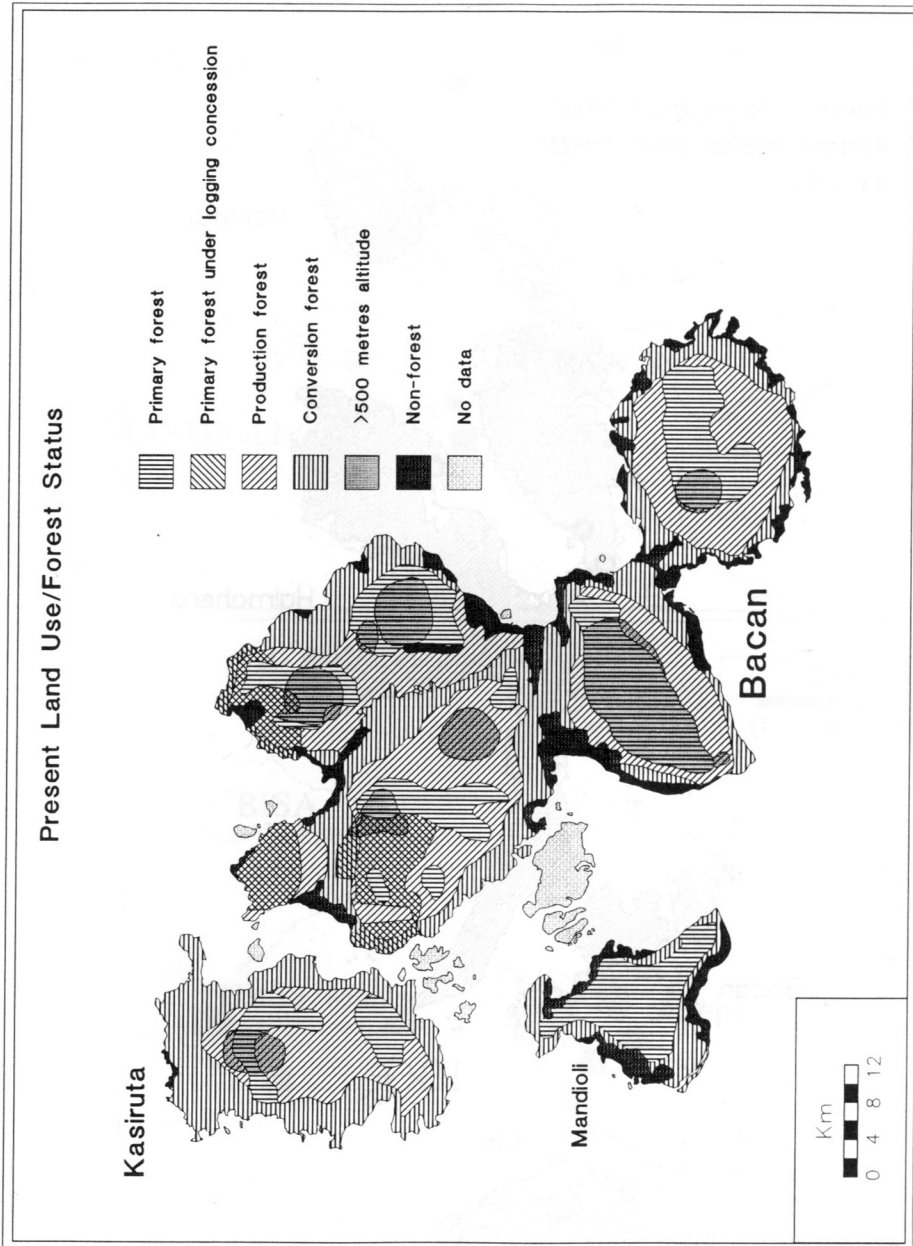 Present Land Use/Forest Status
Primary forest
Primary forest under logging concession
Production forest
Conversion forest
>500 metres altitude
Non-forest
No data
Kasiruta
Mandioli
Bacan
Km
0 4 8 12